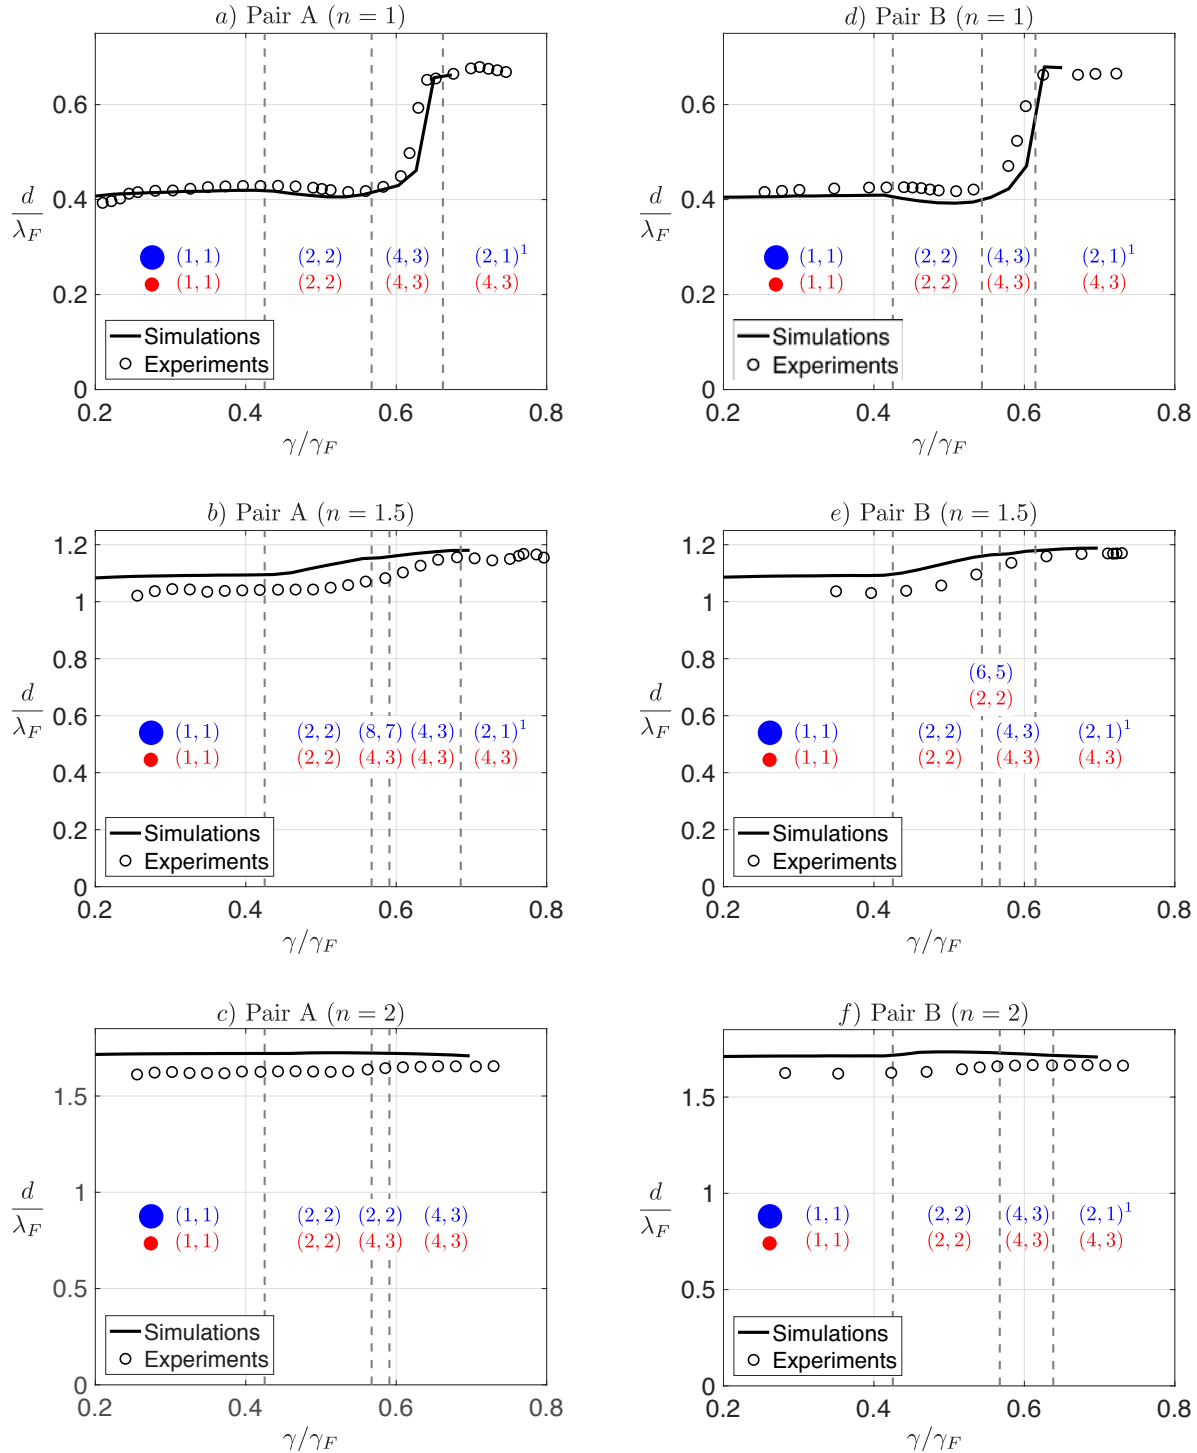 a) Pair A (n = 1)
0.6
0.4
0.2
0
d/λ_F
(1, 1) (2, 2) (4, 3) (2, 1)¹
(1, 1) (2, 2) (4, 3) (4, 3)
Simulations
Experiments
0.2 0.4 0.6 0.8
γ/γ_F
d) Pair B (n = 1)
0.6
0.4
0.2
0
d/λ_F
(1, 1) (2, 2) (4, 3) (2, 1)¹
(1, 1) (2, 2) (4, 3) (4, 3)
Simulations
Experiments
0.2 0.4 0.6 0.8
γ/γ_F
b) Pair A (n = 1.5)
1.2
1
0.8
0.6
0.4
0.2
0
d/λ_F
(1, 1) (2, 2) (8, 7) (4, 3) (2, 1)¹
(1, 1) (2, 2) (4, 3) (4, 3) (4, 3)
Simulations
Experiments
0.2 0.4 0.6 0.8
γ/γ_F
e) Pair B (n = 1.5)
1.2
1
0.8
0.6
0.4
0.2
0
d/λ_F
(6, 5)
(2, 2)
(1, 1) (2, 2) (4, 3) (2, 1)¹
(1, 1) (2, 2) (4, 3) (4, 3)
Simulations
Experiments
0.2 0.4 0.6 0.8
γ/γ_F
c) Pair A (n = 2)
1.5
1
0.5
0
d/λ_F
(1, 1) (2, 2) (2, 2) (4, 3)
(1, 1) (2, 2) (4, 3) (4, 3)
Simulations
Experiments
0.2 0.4 0.6 0.8
γ/γ_F
f) Pair B (n = 2)
1.5
1
0.5
0
d/λ_F
(1, 1) (2, 2) (4, 3) (2, 1)¹
(1, 1) (2, 2) (4, 3) (4, 3)
Simulations
Experiments
0.2 0.4 0.6 0.8
γ/γ_F